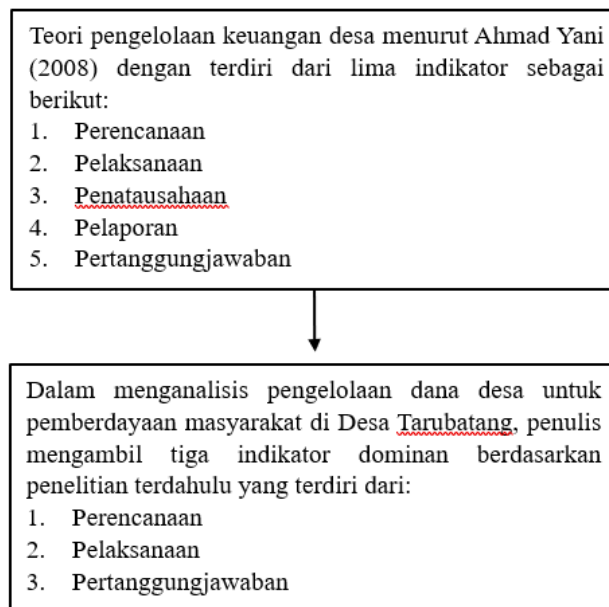 Teori pengelolaan keuangan desa menurut Ahmad Yani
(2008) dengan terdiri dari lima indikator sebagai
berikut:
1. Perencanaan
2. Pelaksanaan
3. Penatausahaan
4. Pelaporan
5. Pertanggungjawaban
Dalam menganalisis pengelolaan dana desa untuk
pemberdayaan masyarakat di Desa Tarubatang, penulis
mengambil tiga indikator dominan berdasarkan
penelitian terdahulu yang terdiri dari:
1. Perencanaan
2. Pelaksanaan
3. Pertanggungjawaban